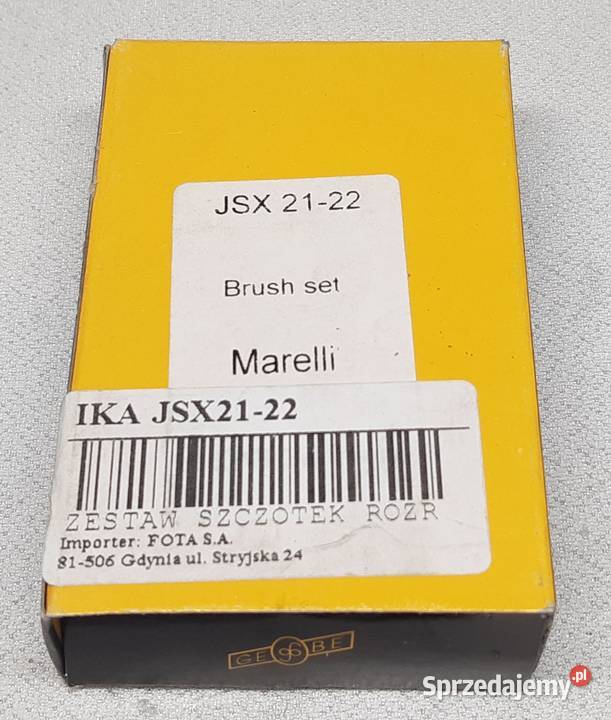 JSX 21-22
Brush set
Marelli
IKA JSX21-22
ZESTAW SZCZOTEK ROZR
Importer: FOTA S.A.
81-506 Gdynia ul. Stryjska 24
GE BE
Sprzedajemy.pl